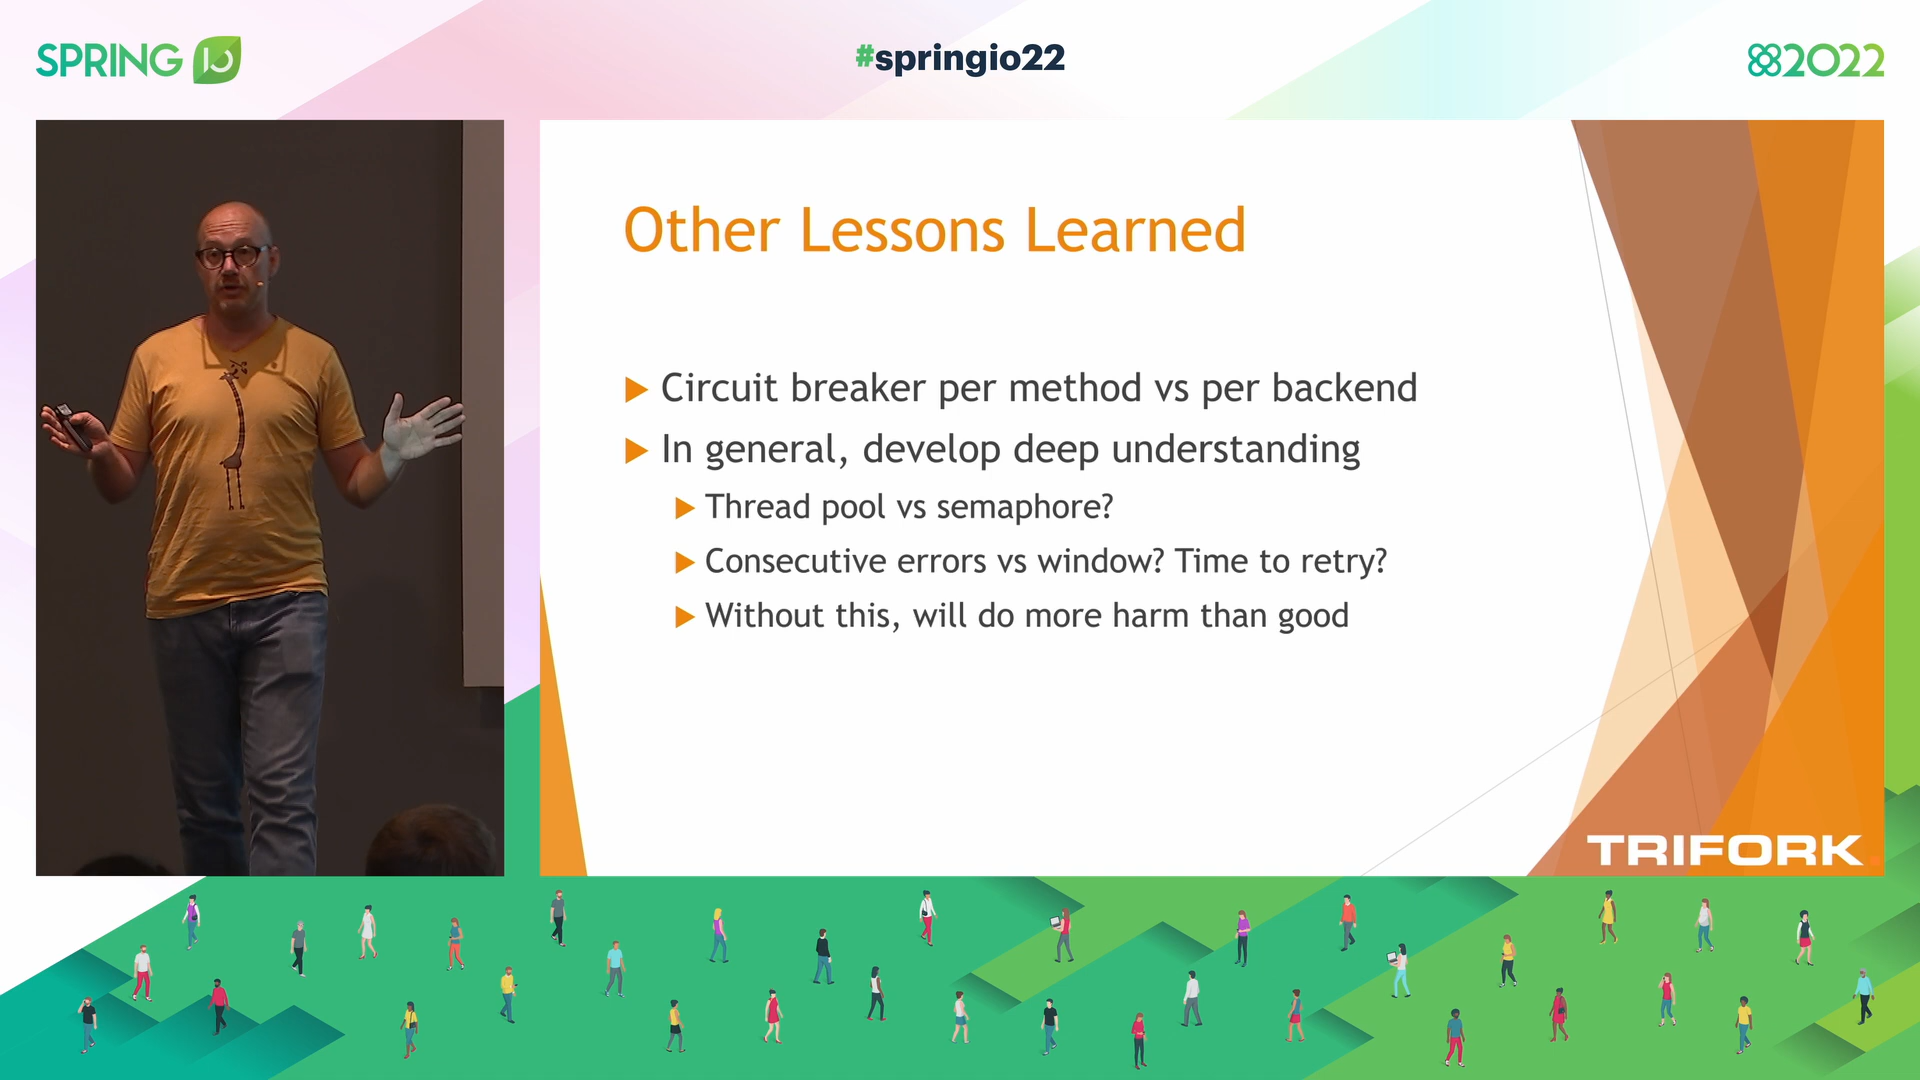 SPRING IO
#springio22
2022
Other Lessons Learned
Circuit breaker per method vs per backend
In general, develop deep understanding
Thread pool vs semaphore?
Consecutive errors vs window? Time to retry?
Without this, will do more harm than good
TRIFORK